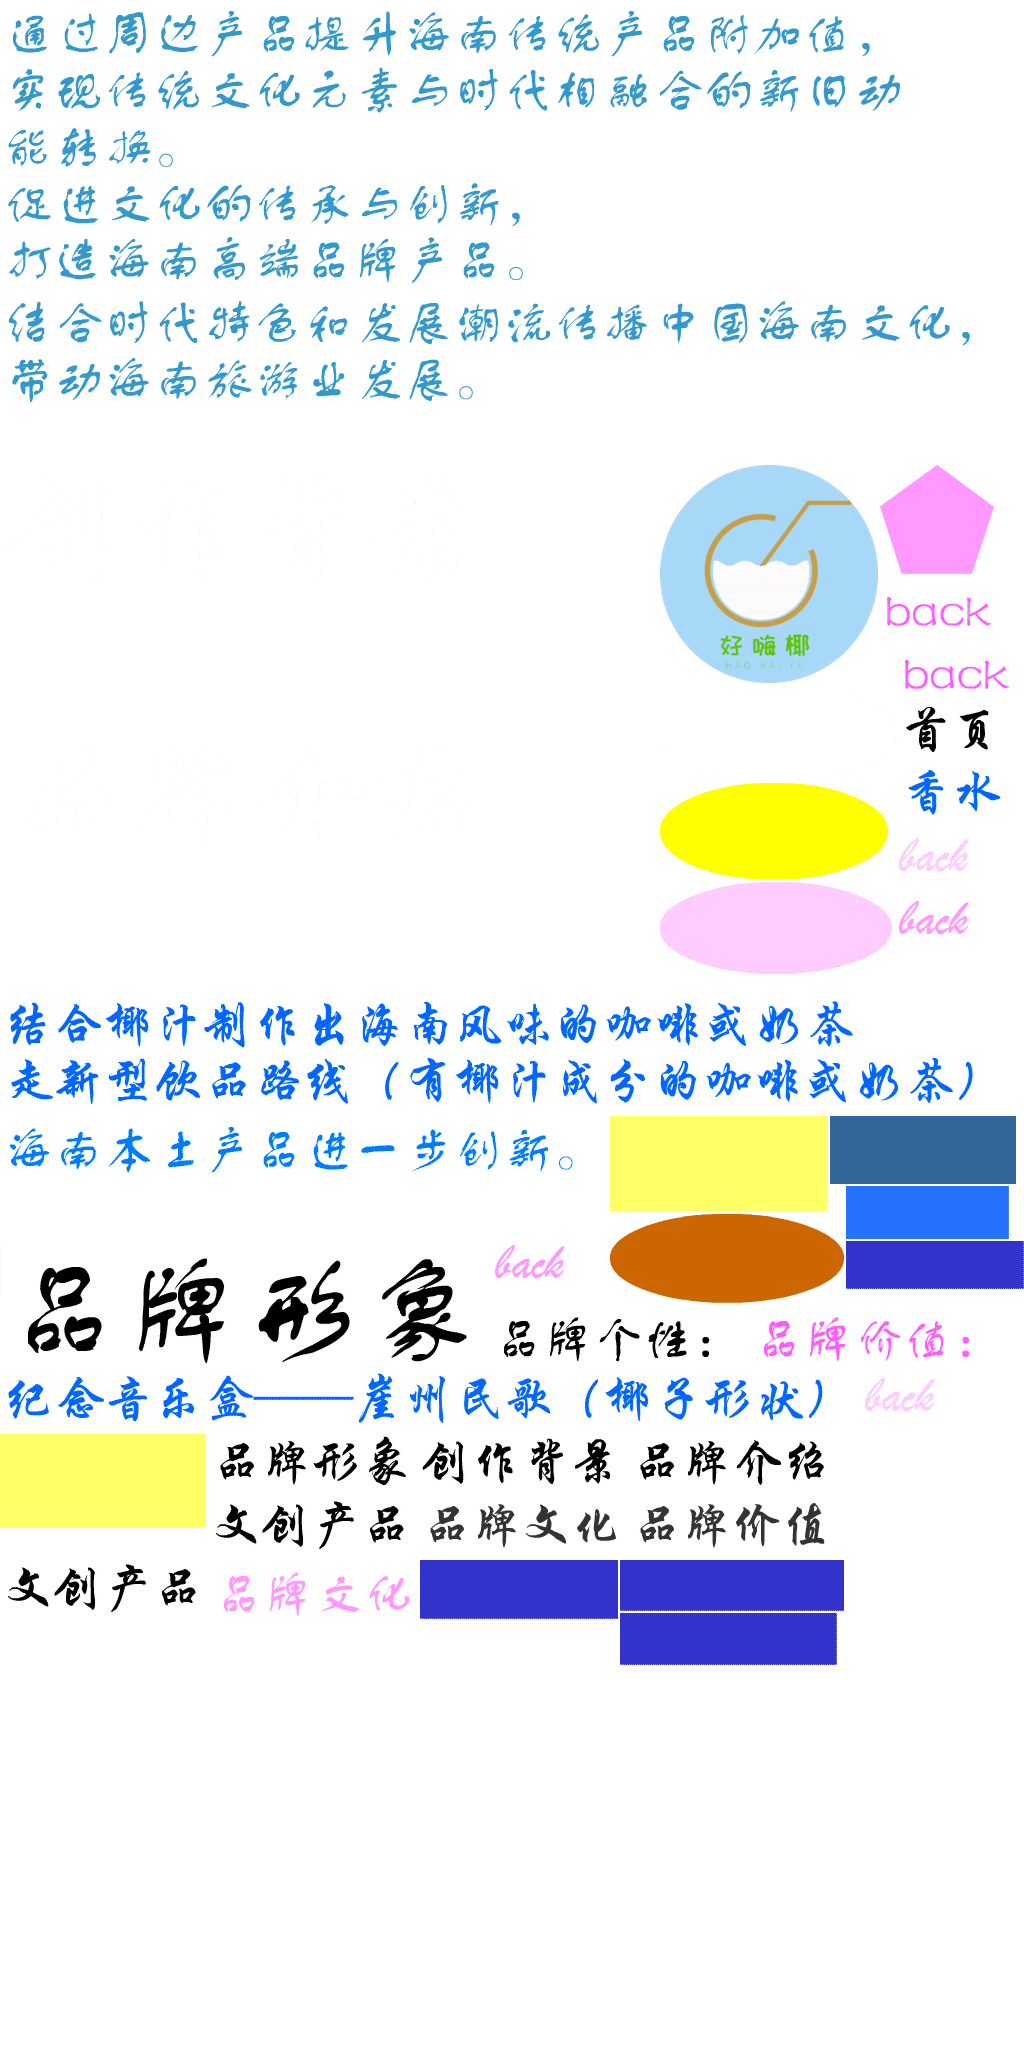 通过周边产品提升海南传统产品附加值，
实现传统文化元素与时代相融合的新旧动
能转换。
促进文化的传承与创新，
打造海南高端品牌产品。
结合时代特色和发展潮流传播中国海南文化，
带动海南旅游业发展。
好嗨椰
HAO HAI YE
back
back
首页
香水
back
back
结合椰汁制作出海南风味的咖啡或奶茶
走新型饮品路线（有椰汁成分的咖啡或奶茶）
海南本土产品进一步创新。
back
品牌形象
品牌个性：
品牌价值：
纪念音乐盒——崖州民歌（椰子形状）
back
品牌形象
创作背景
品牌介绍
文创产品
品牌文化
品牌价值
文创产品
品牌文化